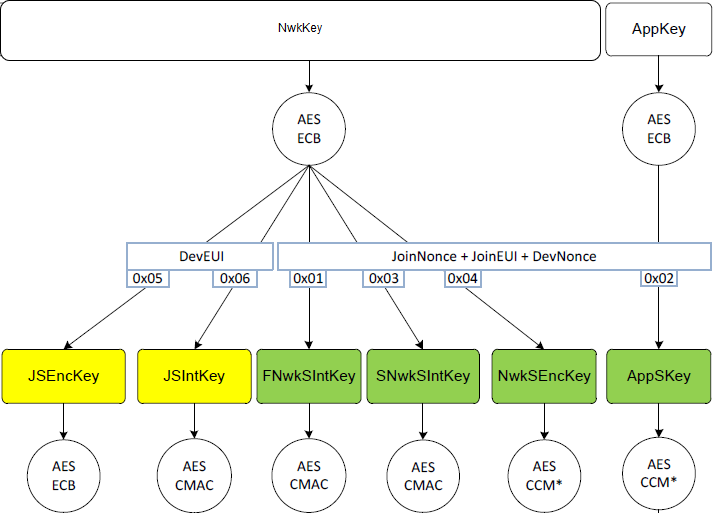 NwkKey
AppKey
AES
ECB
AES
ECB
DevEUI
JoinNonce + JoinEUI + DevNonce
0x05
0x06
0x01
0x03
0x04
0x02
JSEncKey
JSIntKey
FNwkSIntKey
SNwkSIntKey
NwkSEncKey
AppSKey
AES
ECB
AES
CMAC
AES
CMAC
AES
CMAC
AES
CCM*
AES
CCM*